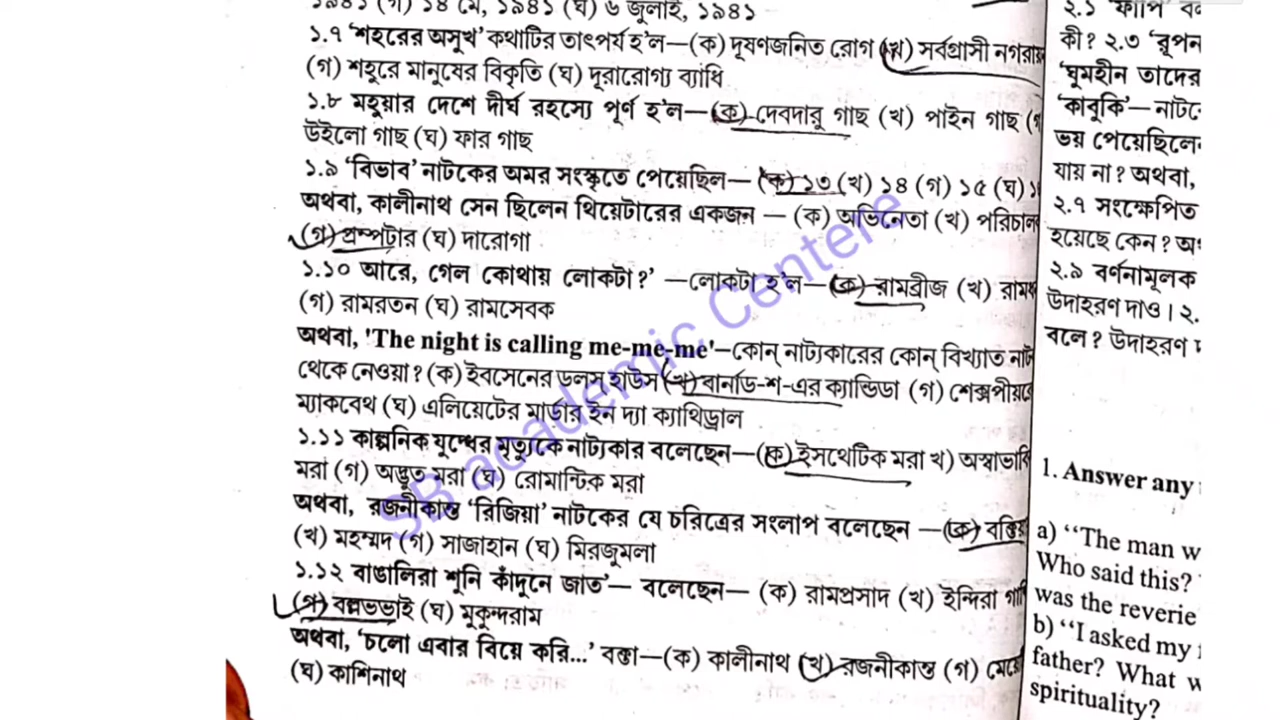 ১৯৪১ (গ) ১৪ মে, ১৯৪১ (ঘ) ৬ জুলাই, ১৯৪১
১.৭ ‘শহরের অসুখ’ কথাটির তাৎপর্য হ’ল—(ক) দূষণজনিত রোগ (খ) সর্বগ্রাসী
(গ) শহুরে মানুষের বিকৃতি (ঘ) দূরারোগ্য ব্যাধি
১.৮ মহুয়ার দেশে দীর্ঘ রহস্যে পূর্ণ হ’ল—(ক) দেবদারু গাছ (খ) পাইন গাছ
উইলো গাছ (ঘ) ফার গাছ
১.৯ ‘বিভাব’ নাটকের অমর সংস্কৃতে পেয়েছিল—(ক) ১৩ (খ) ১৪ (গ) ১৫ (ঘ)
অথবা, কালীনাথ সেন ছিলেন থিয়েটারের একজন — (ক) অভিনেতা (খ)
(গ) প্রম্পটার (ঘ) দারোগা
১.১০ আরে, গেল কোথায় লোকটা?’ —লোকটা হ’ল—(ক) রামব্রীজ (খ)
(গ) রামরতন (ঘ) রামসেবক
অথবা, 'The night is calling me-me-me'—কোন্ নাট্যকারের কোন্ বিখ্যাত
থেকে নেওয়া? (ক) ইবসেনের ডলস্ হাউস (খ) বার্নাড-শ-এর ক্যান্ডিডা (গ)
ম্যাকবেথ (ঘ) এলিয়েটের মার্ডার ইন দ্যা ক্যাথিড্রাল
১.১১ কাল্পনিক যুদ্ধের মৃত্যুকে নাট্যকার বলেছেন—(ক) ইসথেটিক মরা খ)
মরা (গ) অদ্ভুত মরা (ঘ) রোমান্টিক মরা
অথবা, রজনীকান্ত ‘রিজিয়া’ নাটকের যে চরিত্রের সংলাপ বলেছেন —(ক)
(খ) মহম্মদ (গ) সাজাহান (ঘ) মিরজুমলা
১.১২ বাঙালিরা শুনি কাঁদুনে জাত’— বলেছেন— (ক) রামপ্রসাদ (খ) ইন্দিরা
(গ) বল্লভভাই (ঘ) মুকুন্দরাম
অথবা, ‘চলো এবার বিয়ে করি...’ বক্তা—(ক) কালীনাথ (খ) রজনীকান্ত (গ)
(ঘ) কাশিনাথ
SB academic Centere
২.১
কী? ২.৩
‘ঘুমহীন তাদের
‘কাবুকি’—
ভয়
যায় না? অথবা,
২.৭ সংক্ষেপিত
হয়েছে কেন?
২.৯ বর্ণনামূলক
উদাহরণ দাও। ২.
বলে? উদাহরণ
1. Answer any
a) “The man
Who said this?
was the reverie
b) “I asked my
father? What
spirituality?